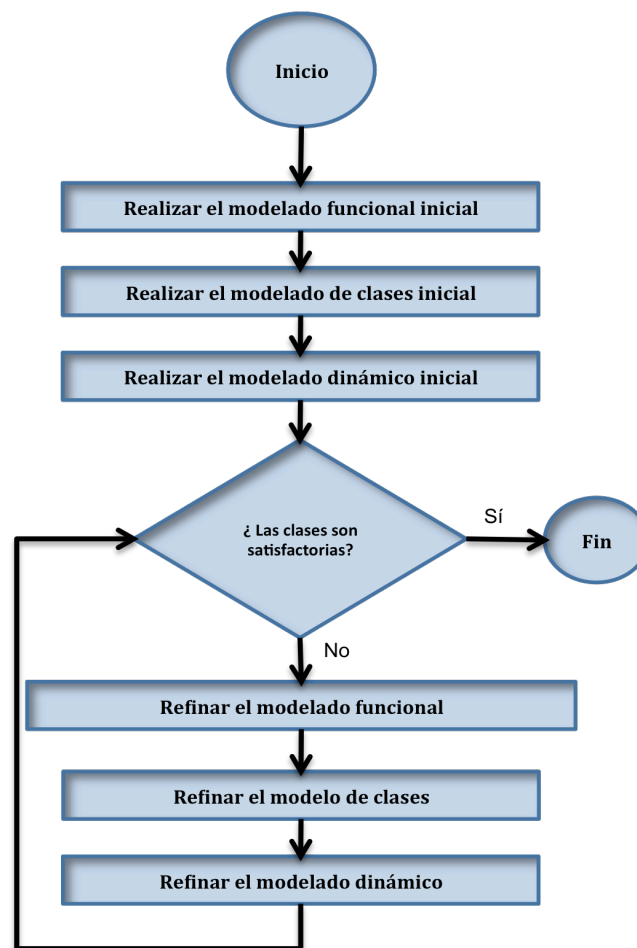 Inicio
Realizar el modelado funcional inicial
Realizar el modelado de clases inicial
Realizar el modelado dinámico inicial
¿ Las clases son
satisfactorias?
Sí
Fin
No
Refinar el modelado funcional
Refinar el modelo de clases
Refinar el modelado dinámico